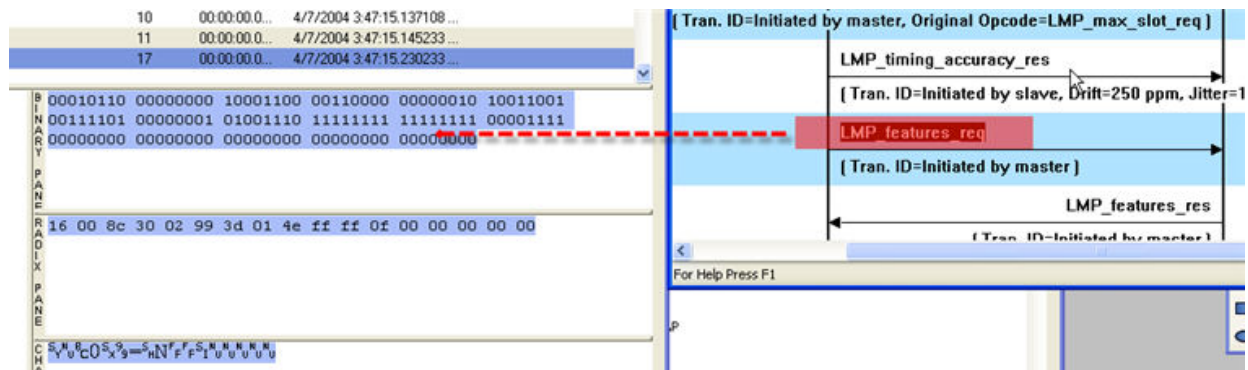 10 00:00:00.0... 4/7/2004 3:47:15.137108 ...
11 00:00:00.0... 4/7/2004 3:47:15.145233 ...
17 00:00:00.0... 4/7/2004 3:47:15.230233 ...
BINARY PANE
00010110 00000000 10001100 00110000 00000010 10011001
00111101 00000001 01001110 11111111 11111111 00001111
00000000 00000000 00000000 00000000 00000000
RADIX PANE
16 00 8c 30 02 99 3d 01 4e ff ff 0f 00 00 00 00 00
( Tran. ID=Initiated by master, Original Opcode=LMP_max_slot_req )
LMP_timing_accuracy_res
( Tran. ID=Initiated by slave, Drift=250 ppm, Jitter=1
LMP_features_req
( Tran. ID=Initiated by master )
LMP_features_res
( Tran. ID=Initiated by master )
For Help Press F1